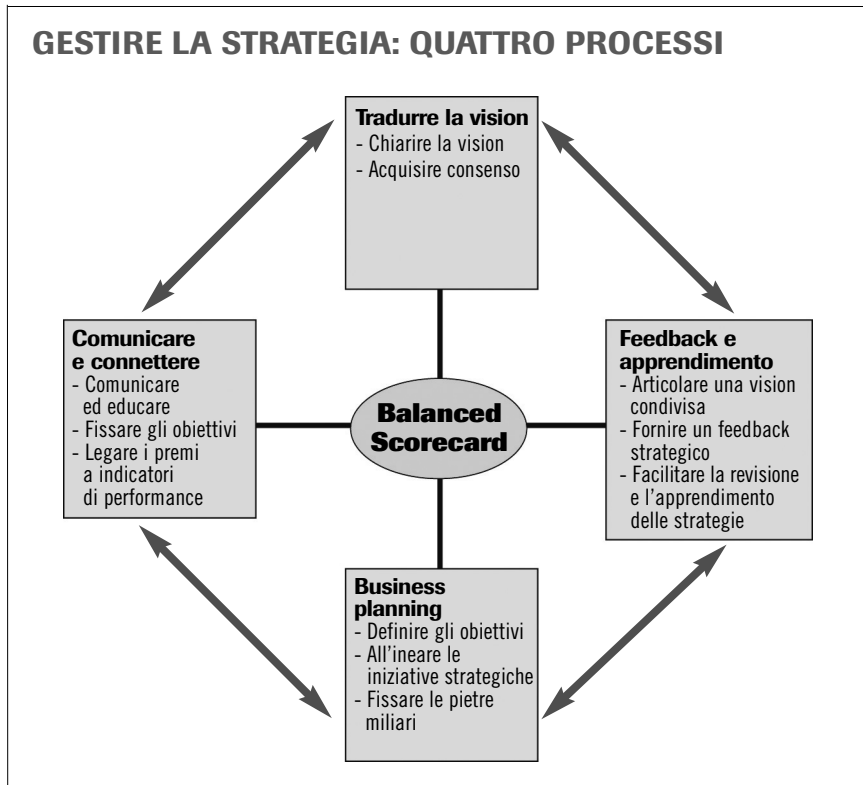 GESTIRE LA STRATEGIA: QUATTRO PROCESSI
Tradurre la vision
- Chiarire la vision
- Acquisire consenso
Comunicare
e connettere
- Comunicare
ed educare
- Fissare gli obiettivi
- Legare i premi
a indicatori
di performance
Balanced
Scorecard
Feedback e
apprendimento
- Articolare una vision
condivisa
- Fornire un feedback
strategico
- Facilitare la revisione
e l'apprendimento
delle strategie
Business
planning
- Definire gli obiettivi
- All'ineare le
iniziative strategiche
- Fissare le pietre
miliari